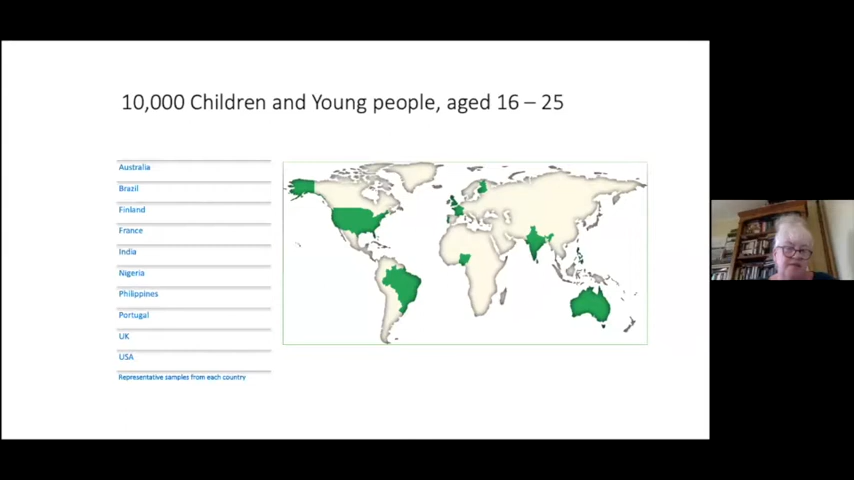 10,000 Children and Young people, aged 16 – 25
Australia
Brazil
Finland
France
India
Nigeria
Philippines
Portugal
UK
USA
Representative samples from each country